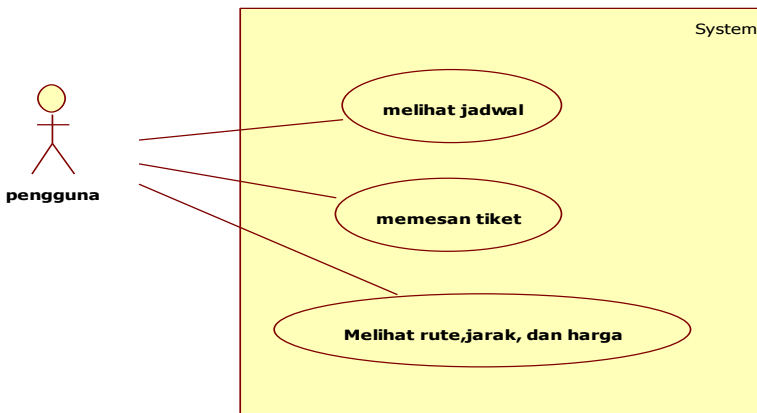 System
melihat jadwal
pengguna
memesan tiket
Melihat rute,jarak, dan harga